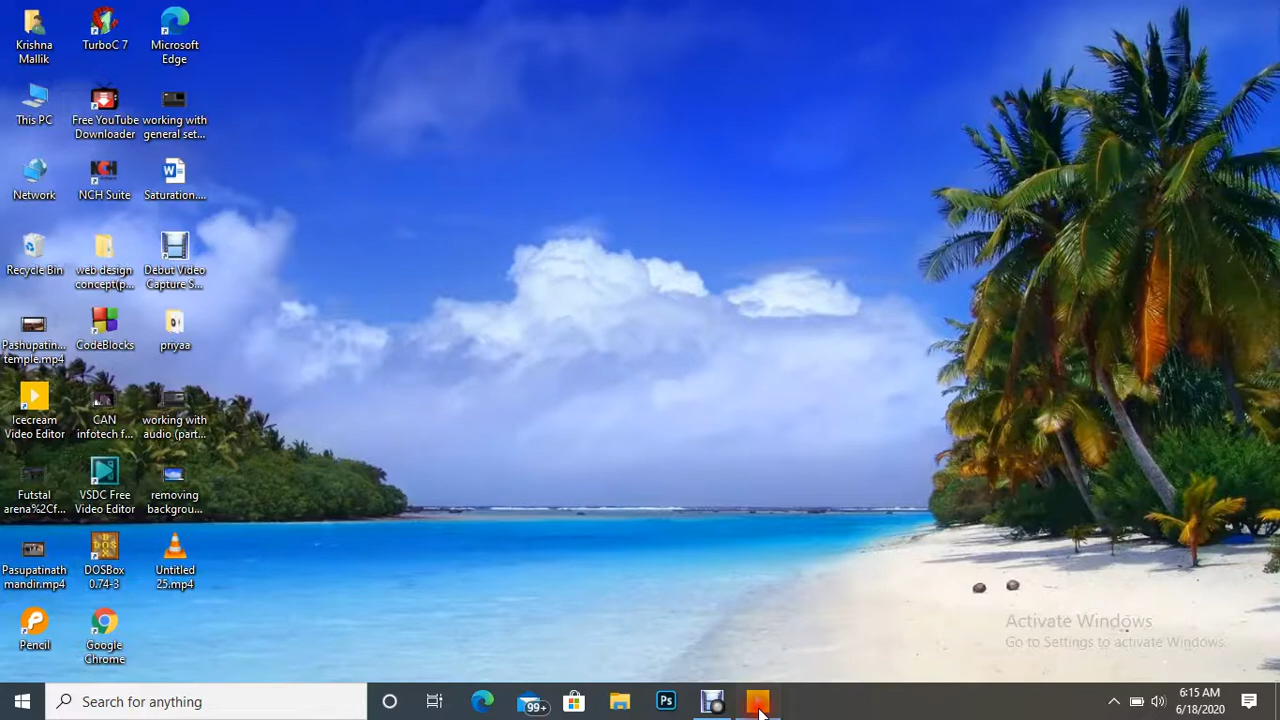 Krishna
Mallik
TurboC 7
Microsoft
Edge
This PC
Free YouTube
Downloader
working with
general set...
Network
NCH Suite
Saturation....
Recycle Bin
web design
concept(p...
Debut Video
Capture S...
Pashupatin...
temple.mp4
CodeBlocks
priyaa
Icecream
Video Editor
CAN
infotech f...
working with
audio (part...
Futstal
arena%2Cf...
VSDC Free
Video Editor
removing
backgrou...
Pasupatinath
mandir.mp4
DOSBox
0.74-3
Untitled
25.mp4
Pencil
Google
Chrome
Activate Windows
Go to Settings to activate Windows.
Search for anything
99+
Ps
6:15 AM
6/18/2020